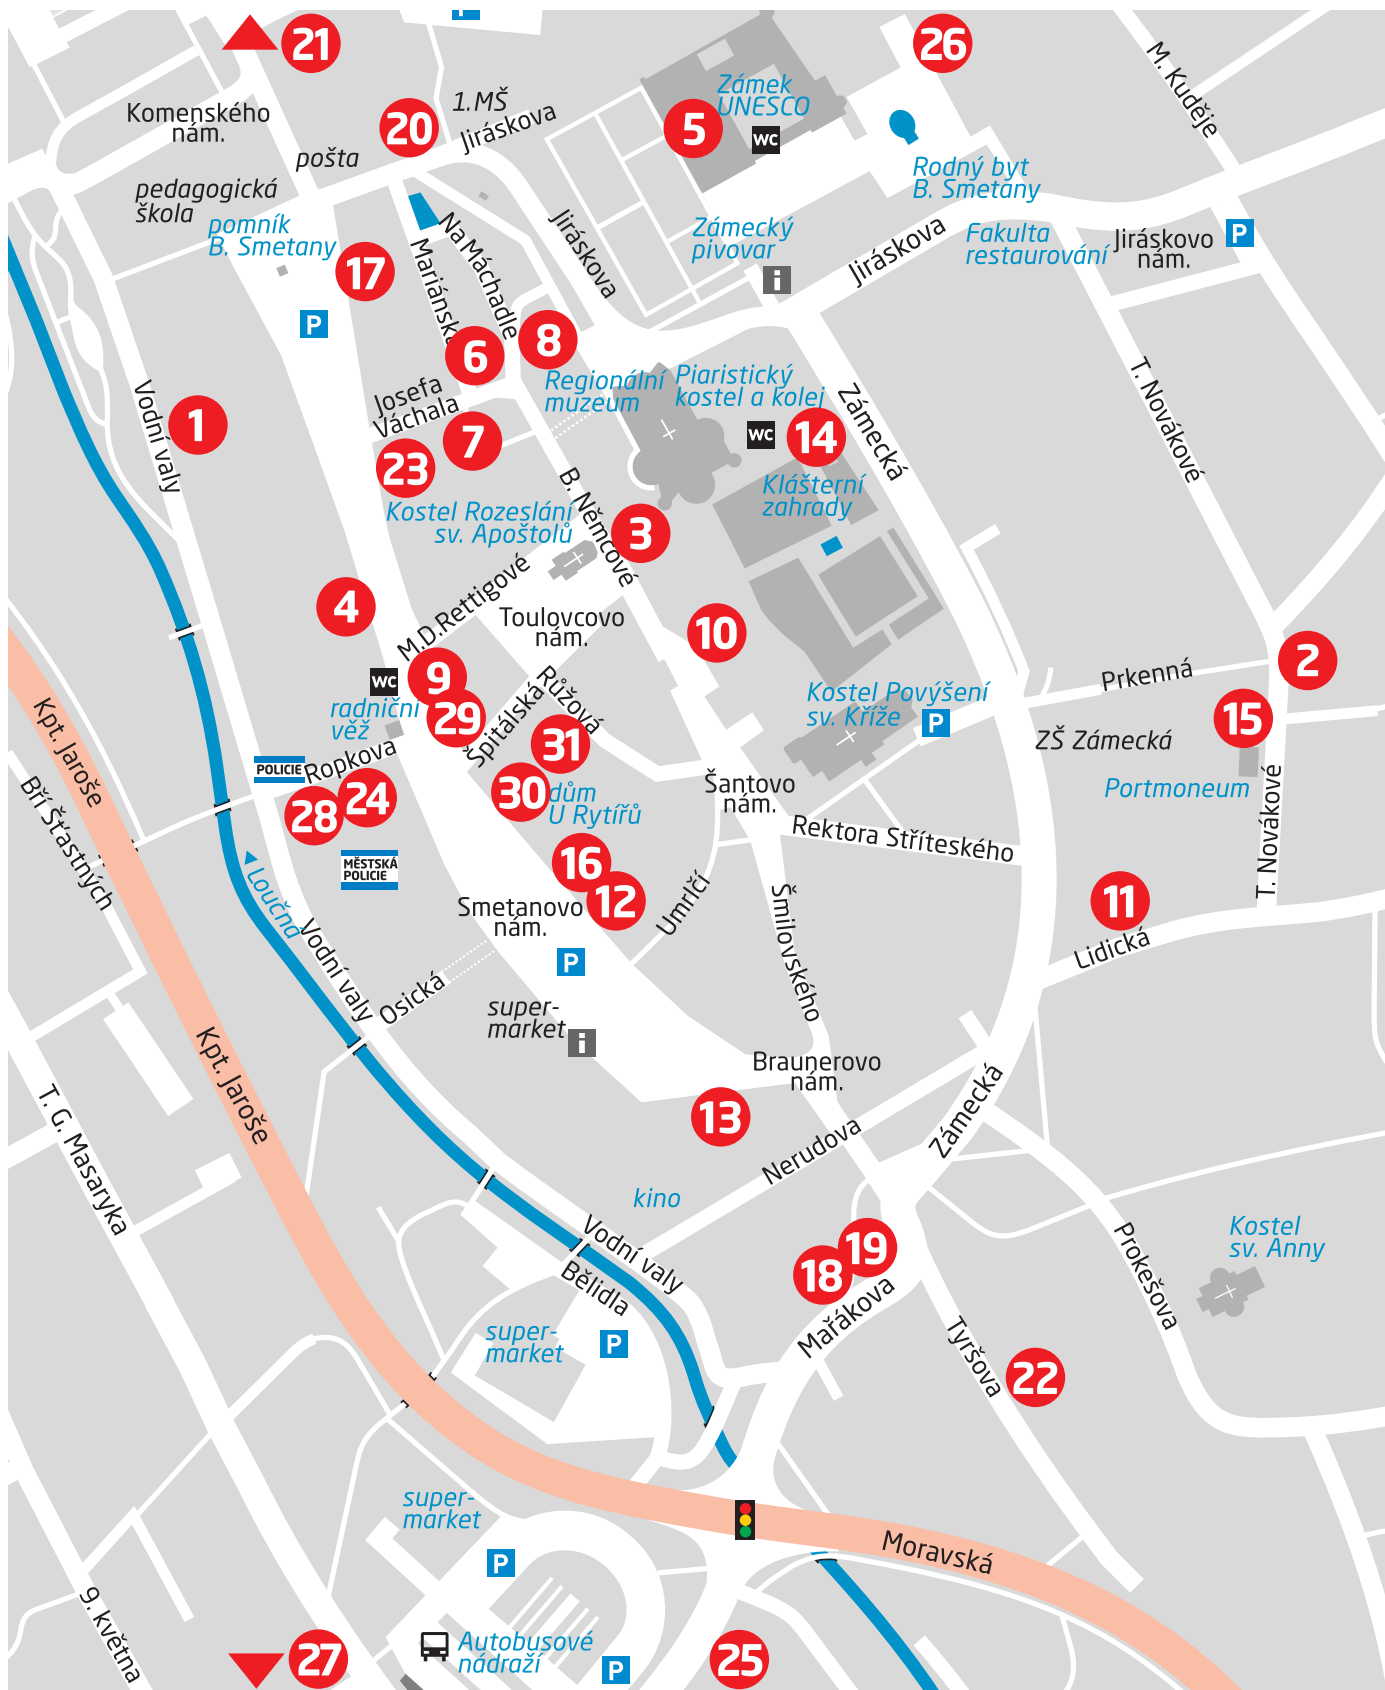 P
21
26
M. Kuděje
Komenského
nám.
20
1. MŠ
Jiráskova
5
Zámek
UNESCO
WC
pošta
pedagogická
škola
pomník
B. Smetany
17
P
Na Máchadle
Mariánská
Jiráskova
Zámecký
pivovar
i
Jiráskova
Rodný byt
B. Smetany
Fakulta
restaurování
Jiráskovo
nám.
P
Vodní valy
1
6
8
Josefa
Váchala
7
23
Regionální
muzeum
Piaristický
kostel a kolej
WC
14
Klášterní
zahrady
Zámecká
T. Novákové
Kostel Rozeslání
sv. Apoštolů
B. Němcové
3
4
M.D.Rettigové
Toulovcovo
nám.
10
WC
9
29
radniční
věž
Špitálská
Růžová
31
30
dům
U Rytířů
Kostel Povýšení
sv. Kříže
P
Prkenná
2
15
ZŠ Zámecká
Portmoneum
T. Novákové
Kpt. Jaroše
Bří Šťastných
POLICIE
Ropkova
28
24
MĚSTSKÁ
POLICIE
Loučná
Vodní valy
Šantovo
nám.
Rektora Stříteského
16
12
Smetanovo
nám.
P
Umrlčí
Šmilovského
11
Lidická
Osická
super-
market
i
Braunerovo
nám.
13
Nerudova
Zámecká
Kpt. Jaroše
T. G. Masaryka
kino
Vodní valy
Bělidla
19
18
Mařákova
Prokešova
Kostel
sv. Anny
super-
market
P
Tyršova
22
super-
market
P
Moravská
9. května
27
Autobusové
nádraží
P
25